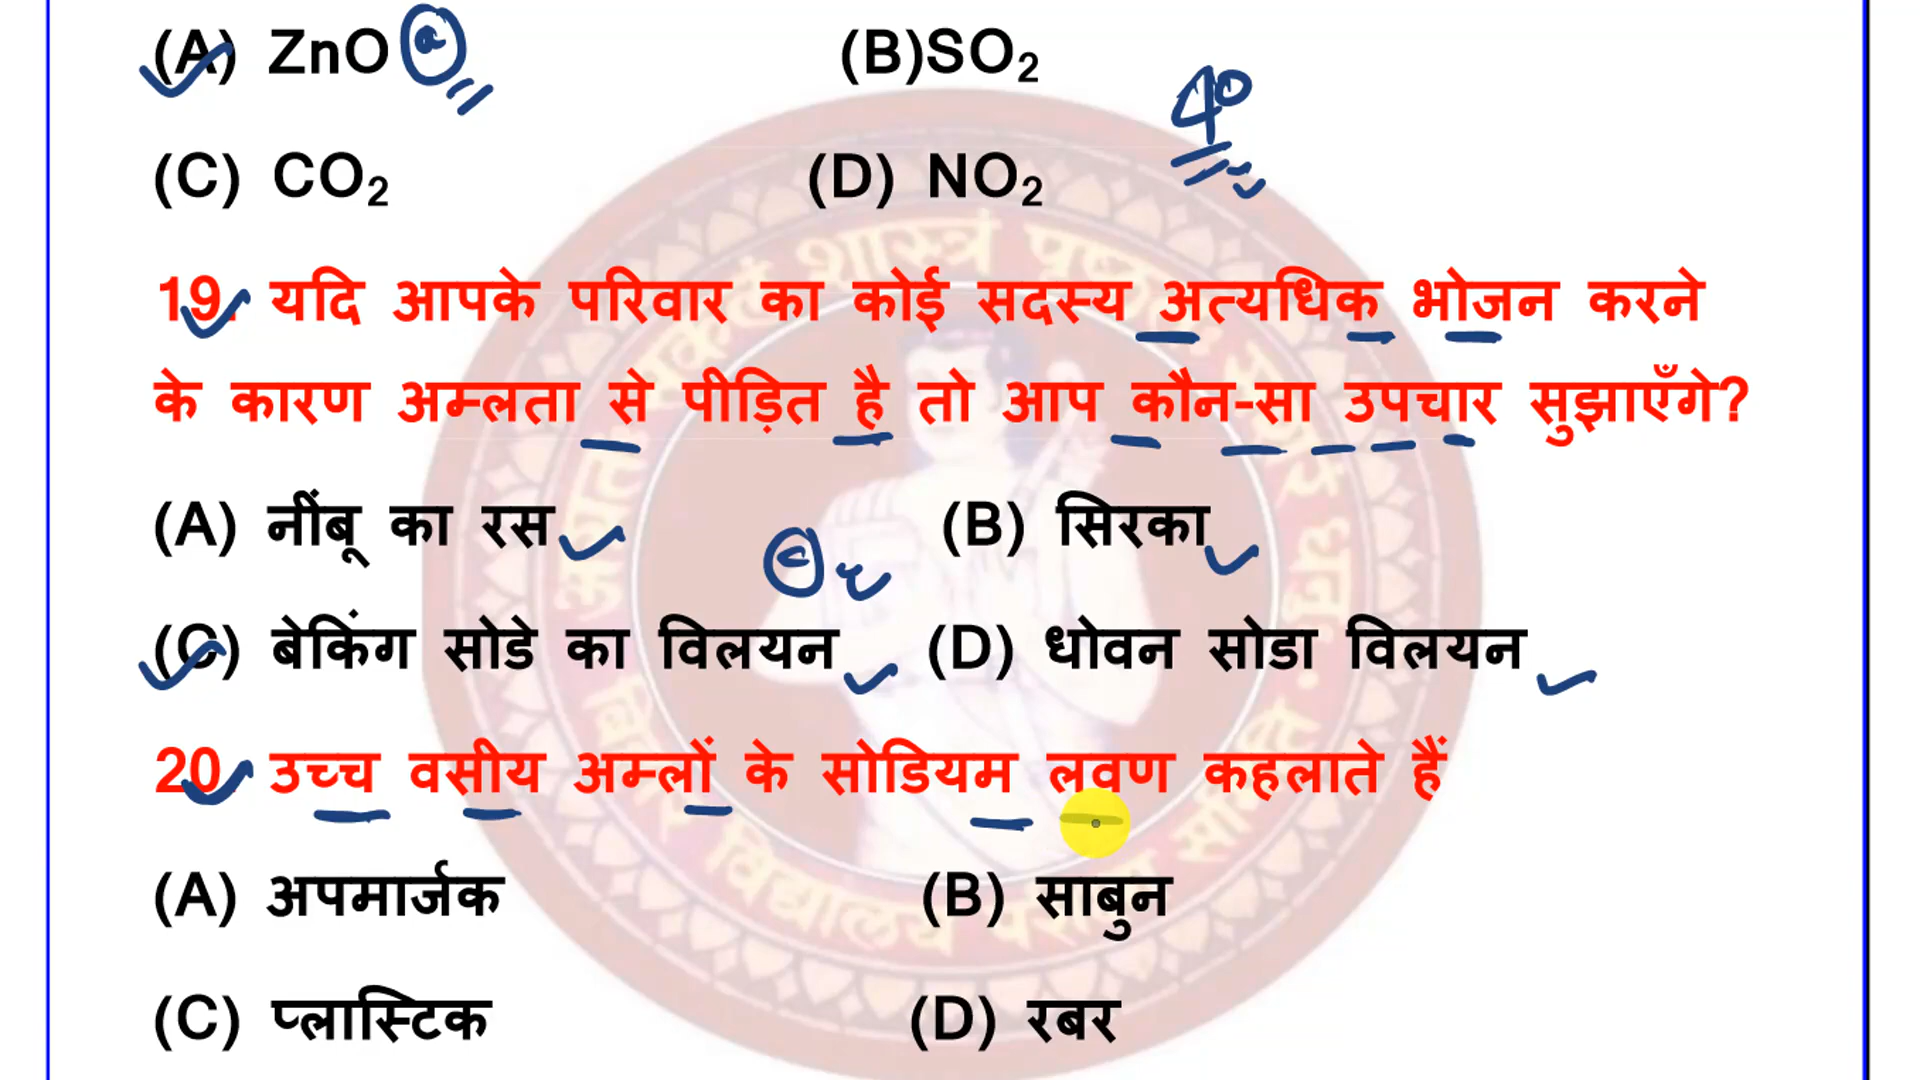 (A) ZnO (a) (B)SO₂
40
(C) CO₂ (D) NO₂
19. यदि आपके परिवार का कोई सदस्य अत्यधिक भोजन करने
के कारण अम्लता से पीड़ित है तो आप कौन-सा उपचार सुझाएँगे?
(A) नींबू का रस (B) सिरका
(C) बेकिंग सोडे का विलयन (D) धोवन सोडा विलयन
20. उच्च वसीय अम्लों के सोडियम लवण कहलाते हैं
(A) अपमार्जक (B) साबुन
(C) प्लास्टिक (D) रबर